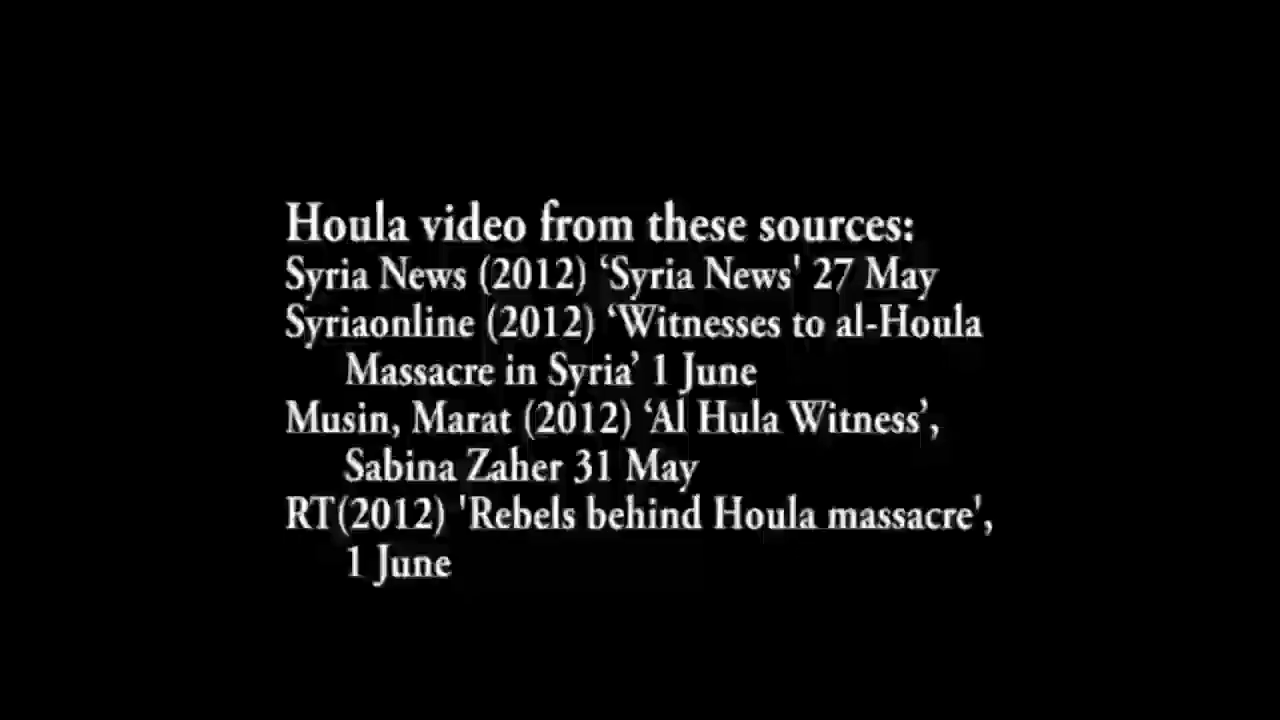 Houla video from these sources:
Syria News (2012) ‘Syria News' 27 May
Syriaonline (2012) ‘Witnesses to al-Houla
Massacre in Syria’ 1 June
Musin, Marat (2012) ‘Al Hula Witness’,
Sabina Zaher 31 May
RT(2012) 'Rebels behind Houla massacre',
1 June